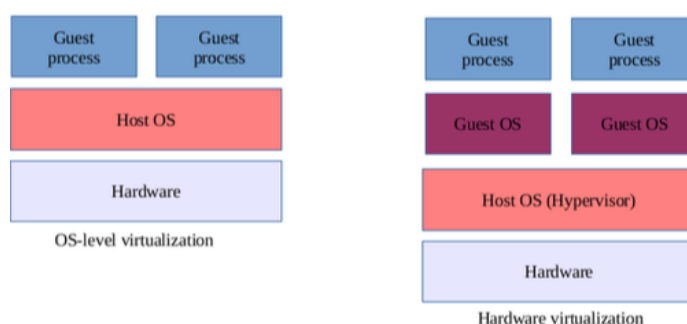 Guest
process
Guest
process
Host OS
Hardware
OS-level virtualization
Guest
process
Guest
process
Guest OS
Guest OS
Host OS (Hypervisor)
Hardware
Hardware virtualization